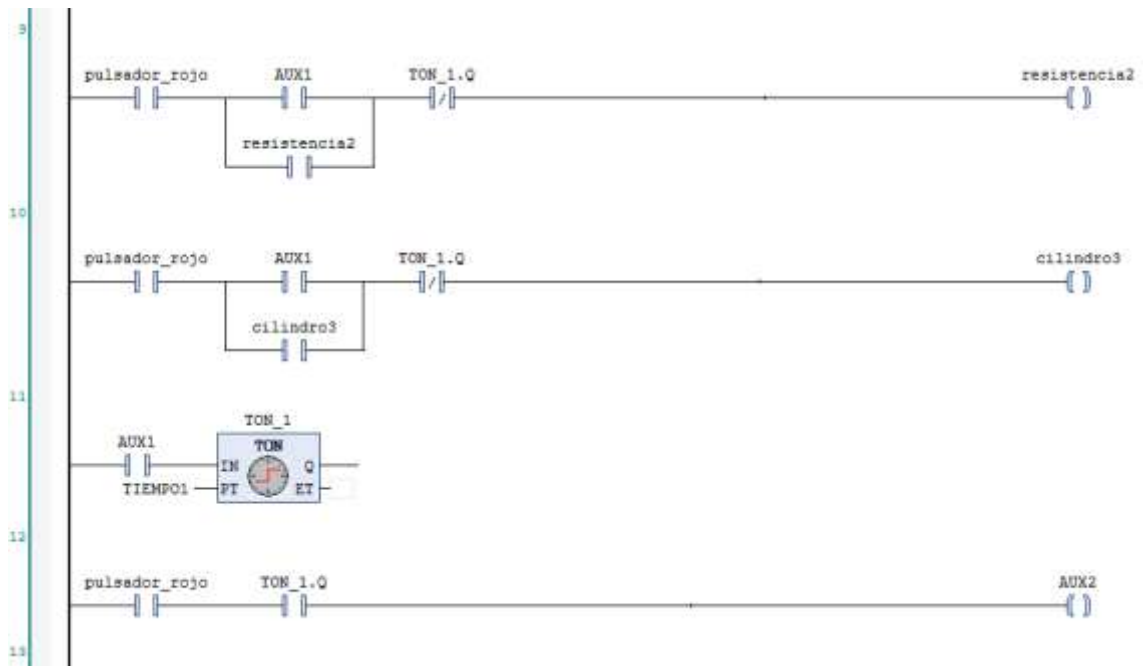 9
pulsador_rojo AUX1 TON_1.Q resistencia2
resistencia2
10
pulsador_rojo AUX1 TON_1.Q cilindro3
cilindro3
11
TON_1
AUX1 TON
IN Q
TIEMPO1 PT ET
12
pulsador_rojo TON_1.Q AUX2
13